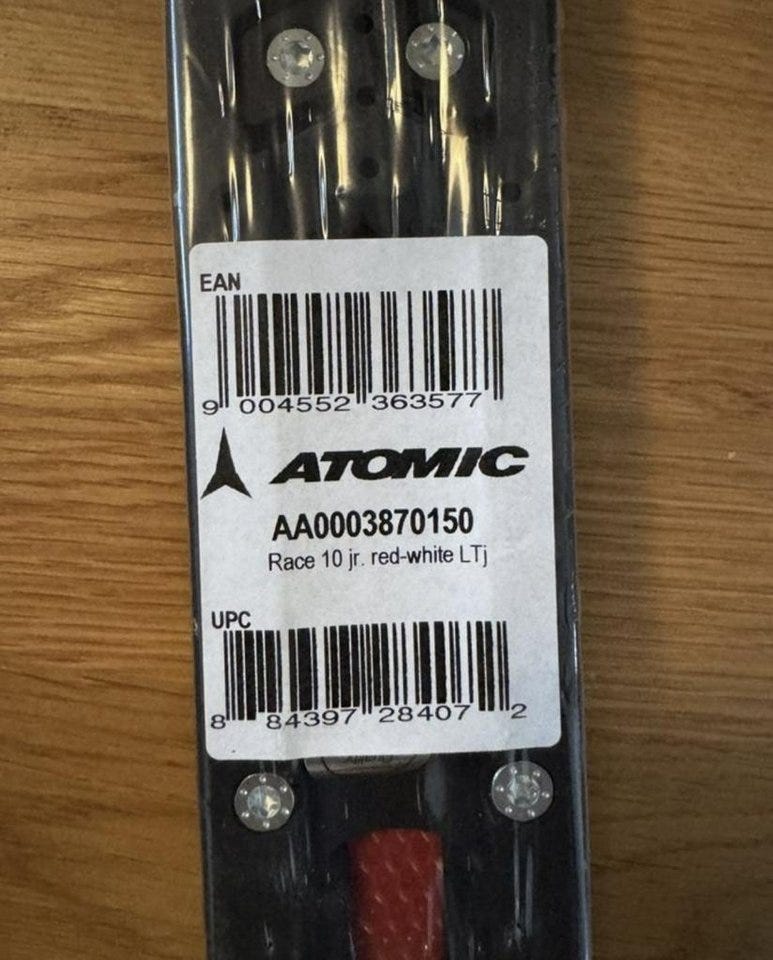 EAN
9 004552 363577
ATOMIC
AA0003870150
Race 10 jr. red-white LTj
UPC
8 84397 28407 2